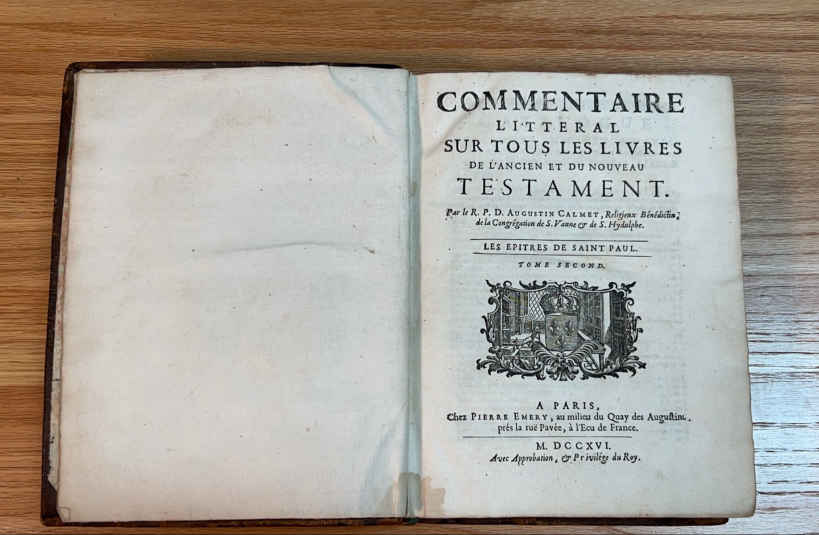 COMMENTAIRE
LITTERAL
SUR TOUS LES LIVRES
DE L'ANCIEN ET DU NOUVEAU
TESTAMENT.
Par le R. P. D. AUGUSTIN CALMET, Religieux Bénédictin,
de la Congrégation de S. Vanne & de S. Hydulphe.
LES EPITRES DE SAINT PAUL.
TOME SECOND.
A PARIS,
Chez PIERRE EMERY, au milieu du Quay des Augustins,
prés la ruë Pavée, à l'Ecu de France.
M. DCCXVI.
Avec Approbation, & Privilége du Roy.